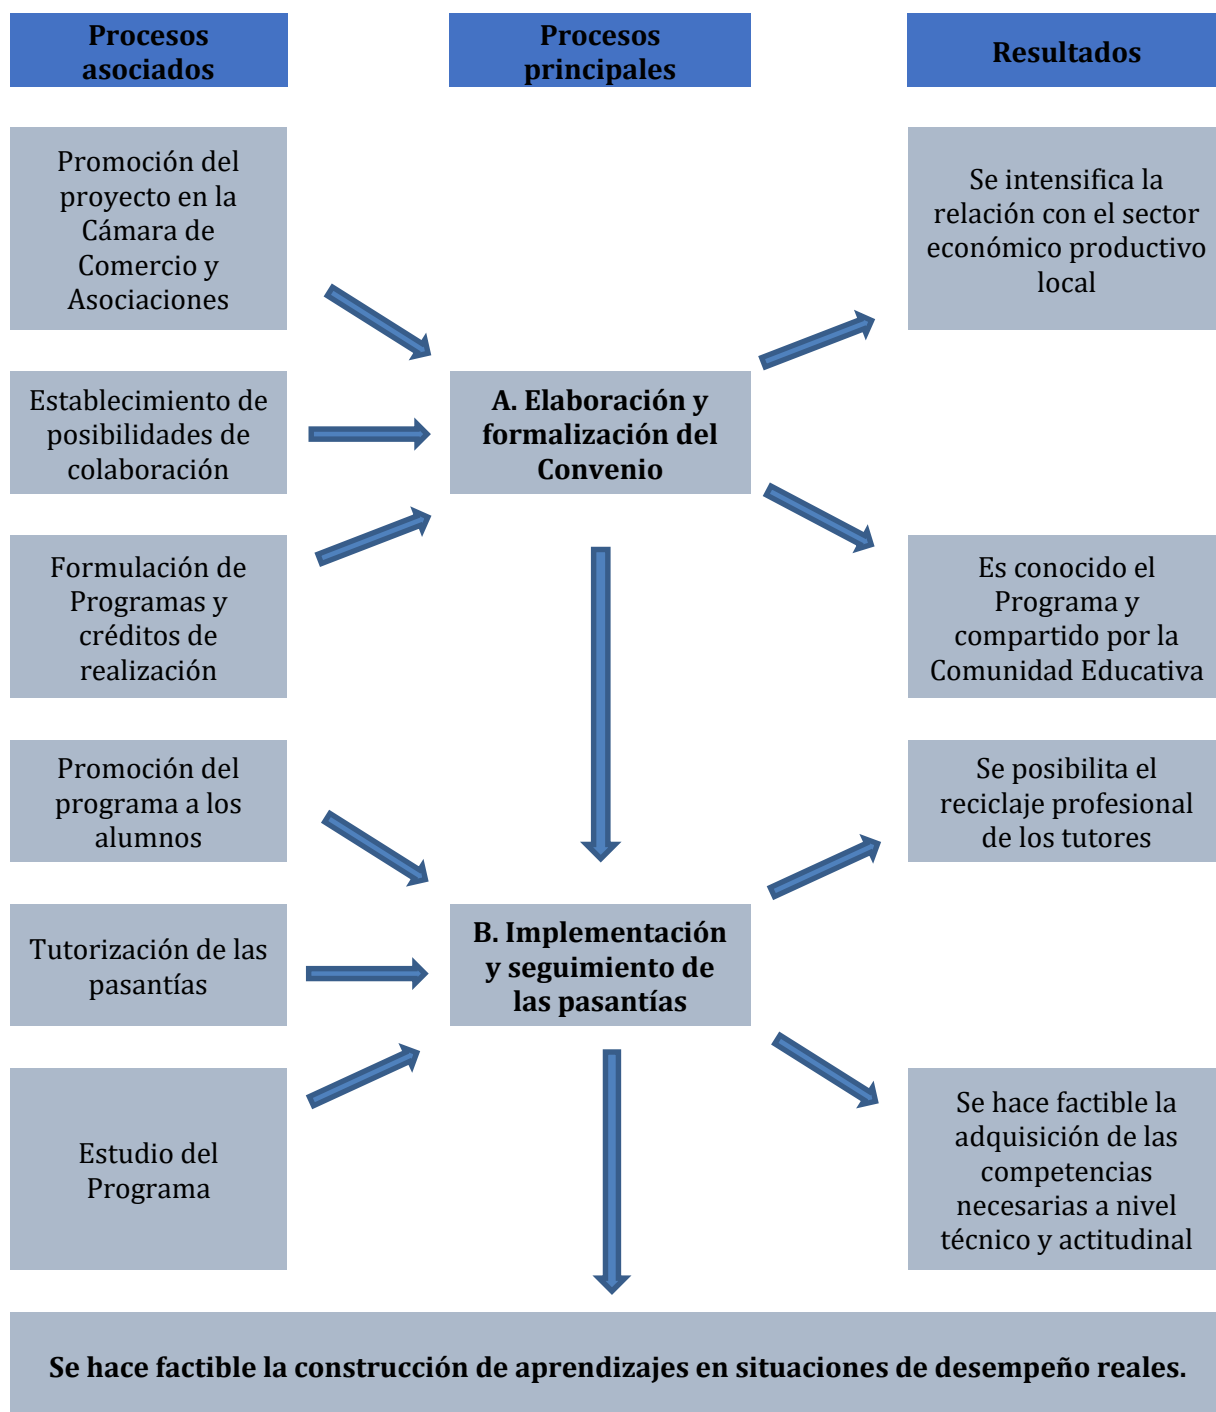 Procesos
asociados
Procesos
principales
Resultados
Promoción del
proyecto en la
Cámara de
Comercio y
Asociaciones
Se intensifica la
relación con el sector
económico productivo
local
Establecimiento de
posibilidades de
colaboración
A. Elaboración y
formalización del
Convenio
Formulación de
Programas y
créditos de
realización
Es conocido el
Programa y
compartido por la
Comunidad Educativa
Promoción del
programa a los
alumnos
Se posibilita el
reciclaje profesional
de los tutores
Tutorización de las
pasantías
B. Implementación
y seguimiento de
las pasantías
Estudio del
Programa
Se hace factible la
adquisición de las
competencias
necesarias a nivel
técnico y actitudinal
Se hace factible la construcción de aprendizajes en situaciones de desempeño reales.